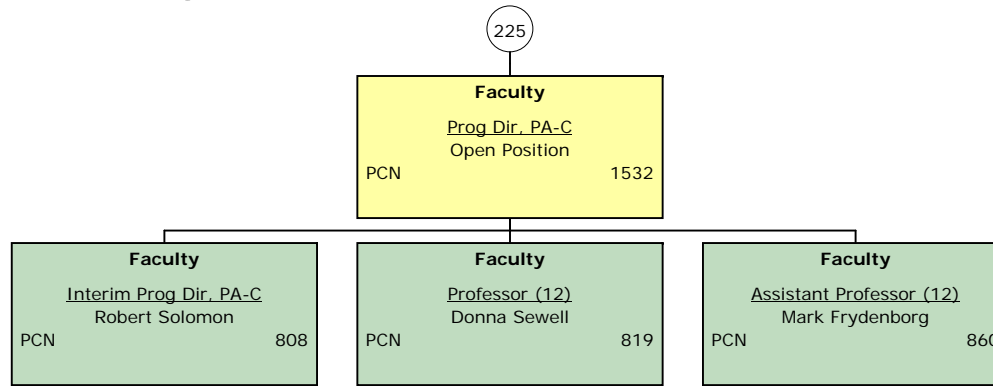 225
Faculty
Prog Dir, PA-C
Open Position
PCN 1532
Faculty
Interim Prog Dir, PA-C
Robert Solomon
PCN 808
Faculty
Professor (12)
Donna Sewell
PCN 819
Faculty
Assistant Professor (12)
Mark Frydenborg
PCN 860